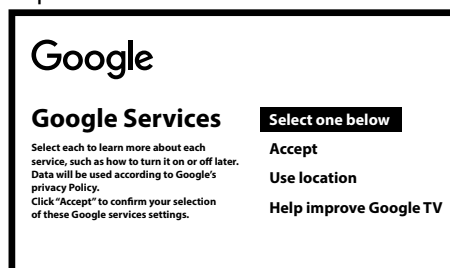 Google
Google Services
Select each to learn more about each
service, such as how to turn it on or off later.
Data will be used according to Google's
privacy Policy.
Click "Accept" to confirm your selection
of these Google services settings.
Select one below
Accept
Use location
Help improve Google TV